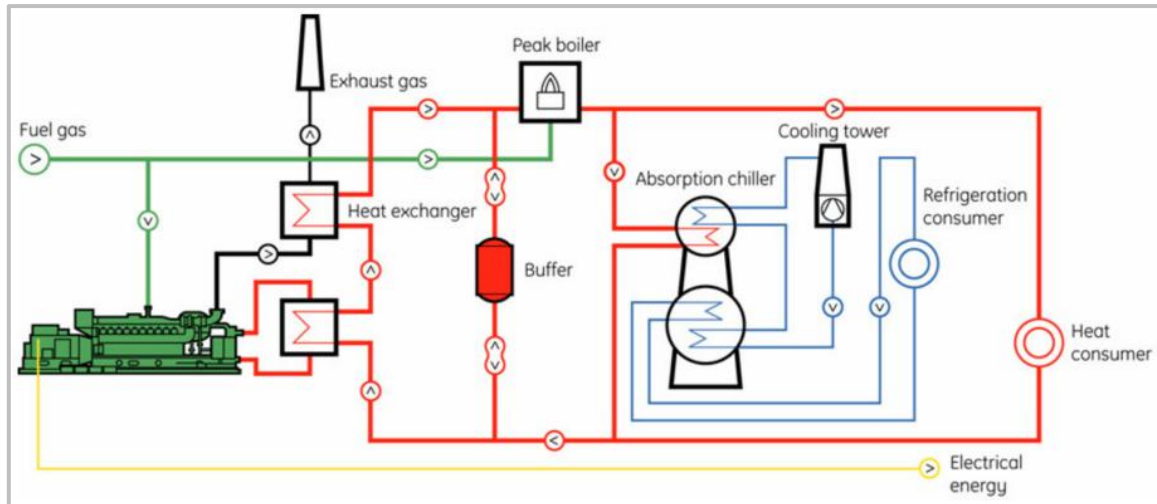 Peak boiler
Exhaust gas
Fuel gas
Cooling tower
Absorption chiller
Refrigeration
consumer
Heat exchanger
Buffer
Heat
consumer
Electrical
energy